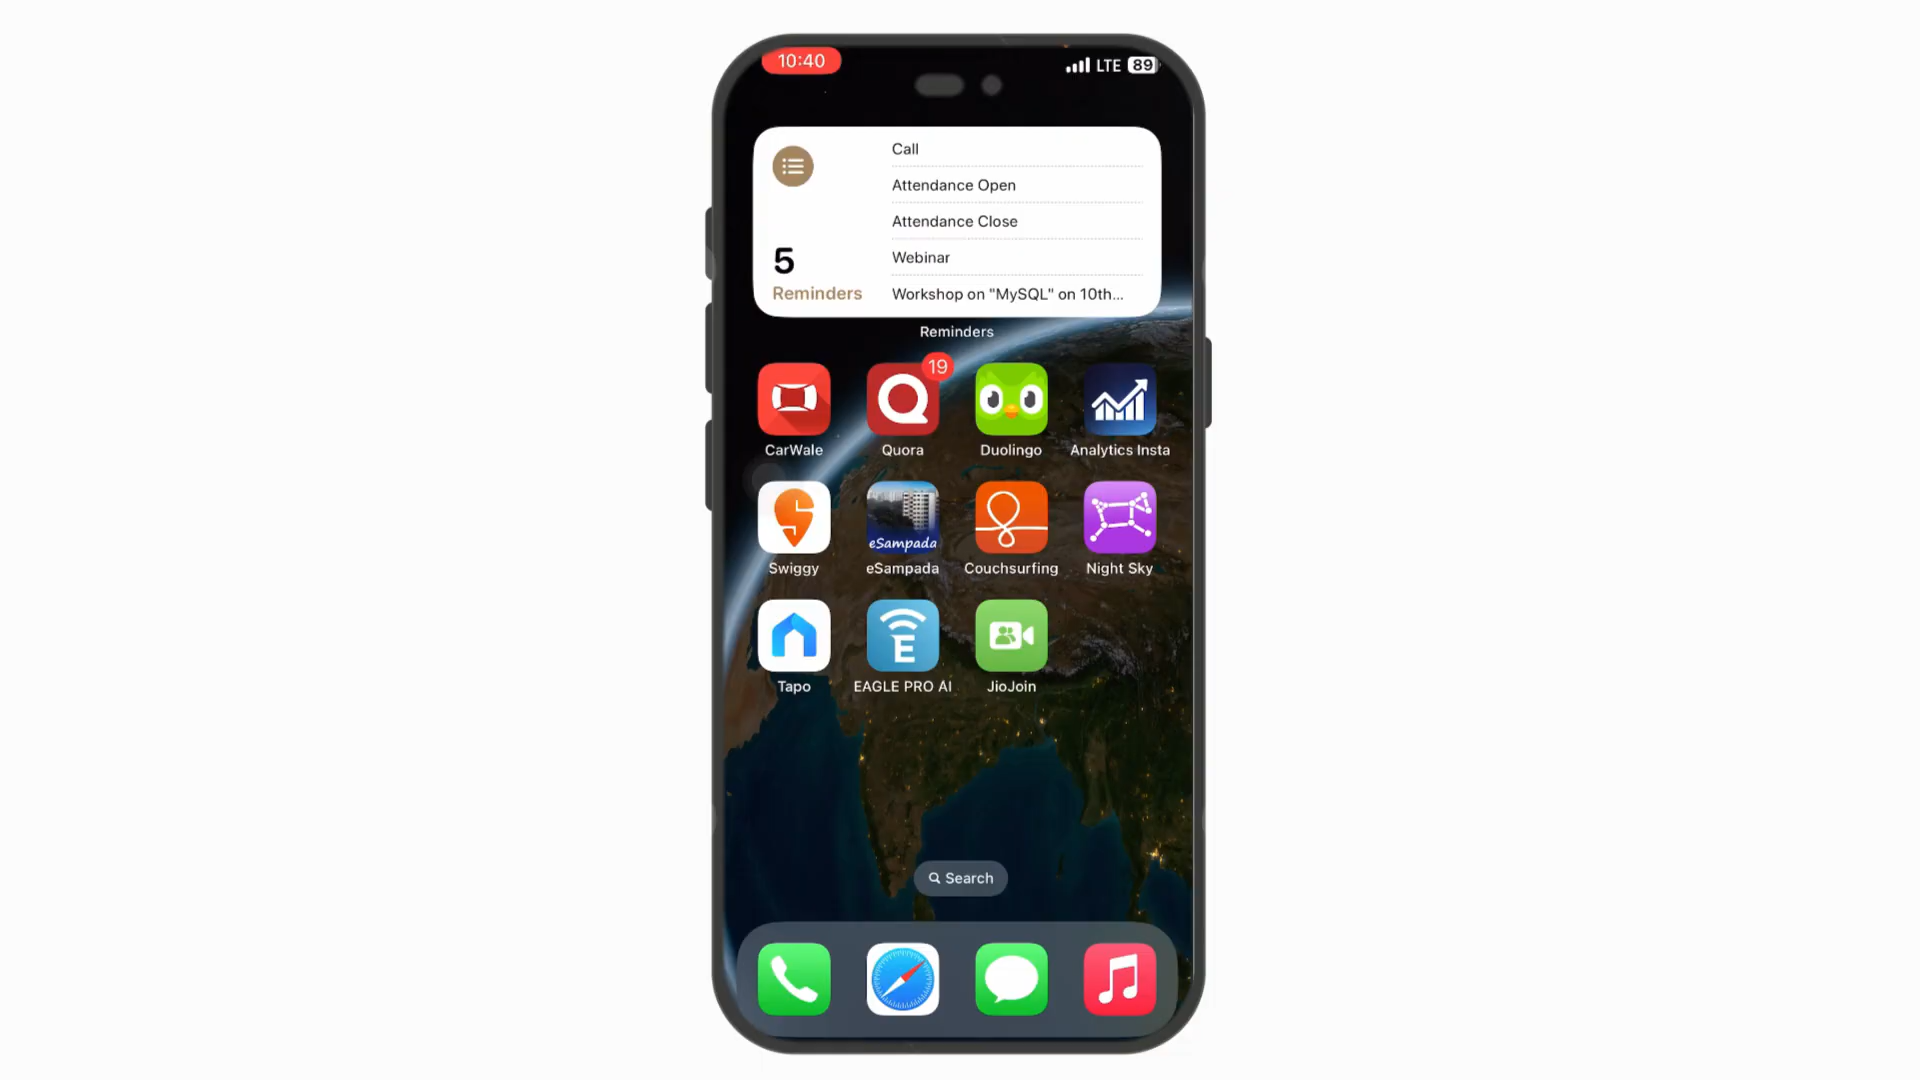 10:40
LTE 89
Call
Attendance Open
Attendance Close
Webinar
Workshop on "MySQL" on 10th...
5
Reminders
Reminders
19
CarWale
Quora
Duolingo
Analytics Insta
eSampada
Swiggy
eSampada
Couchsurfing
Night Sky
E
Tapo
EAGLE PRO AI
JioJoin
Search